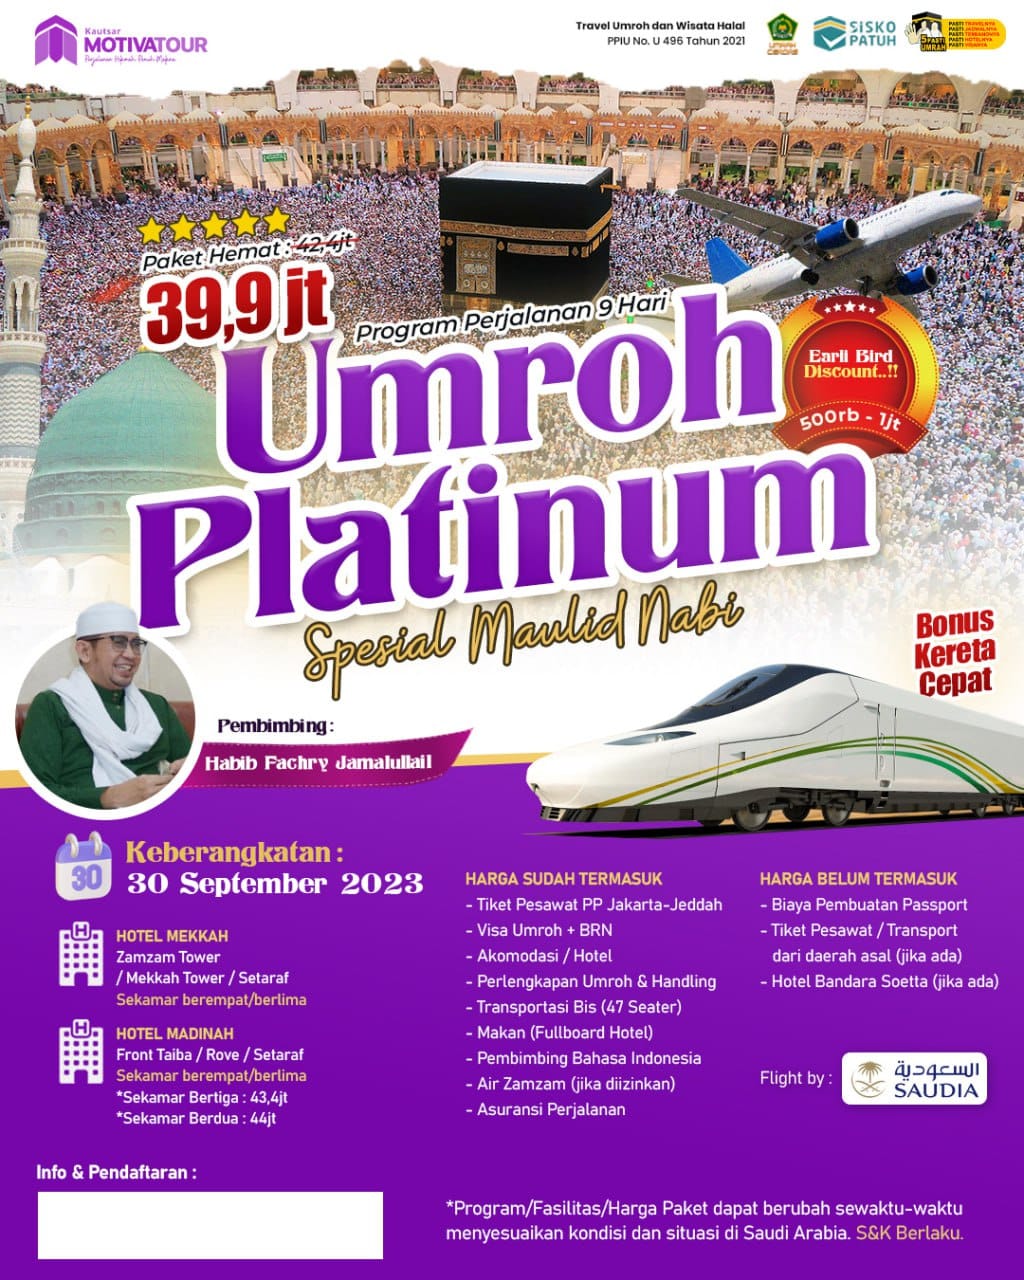 Kautsar
MOTIVATOUR
Perjalanan Hikmah Penuh Makna
Travel Umroh dan Wisata Halal
PPIU No. U 496 Tahun 2021
SISKO
PATUH
5 PASTI
UMRAH
PASTI TRAVELNYA
PASTI JADWALNYA
PASTI TERBANGNYA
PASTI HOTELNYA
PASTI VISANYA
Paket Hemat : 42,4jt
39,9 jt
Program Perjalanan 9 Hari
Umroh
Platinum
Spesial Maulid Nabi
Earli Bird
Discount..!!
500rb - 1jt
Bonus
Kereta
Cepat
Pembimbing :
Habib Fachry Jamalullail
30
Keberangkatan :
30 September 2023
HOTEL MEKKAH
Zamzam Tower
/ Mekkah Tower / Setaraf
Sekamar berempat/berlima
HOTEL MADINAH
Front Taiba / Rove / Setaraf
Sekamar berempat/berlima
*Sekamar Bertiga : 43,4jt
*Sekamar Berdua : 44jt
HARGA SUDAH TERMASUK
- Tiket Pesawat PP Jakarta-Jeddah
- Visa Umroh + BRN
- Akomodasi / Hotel
- Perlengkapan Umroh & Handling
- Transportasi Bis (47 Seater)
- Makan (Fullboard Hotel)
- Pembimbing Bahasa Indonesia
- Air Zamzam (jika diizinkan)
- Asuransi Perjalanan
HARGA BELUM TERMASUK
- Biaya Pembuatan Passport
- Tiket Pesawat / Transport
dari daerah asal (jika ada)
- Hotel Bandara Soetta (jika ada)
Flight by :
السعودية
SAUDIA
Info & Pendaftaran :
*Program/Fasilitas/Harga Paket dapat berubah sewaktu-waktu
menyesuaikan kondisi dan situasi di Saudi Arabia. S&K Berlaku.